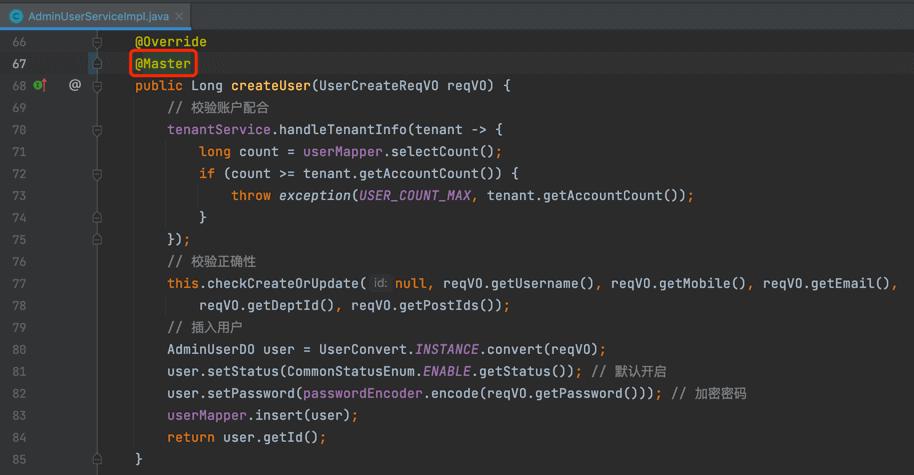 AdminUserServiceImpl.java
66 @Override
67 @Master
68 @ public Long createUser(UserCreateReqVO reqVO) {
69 // 校验账户配合
70 tenantService.handleTenantInfo(tenant -> {
71 long count = userMapper.selectCount();
72 if (count >= tenant.getAccountCount()) {
73 throw exception(USER_COUNT_MAX, tenant.getAccountCount());
74 }
75 });
76 // 校验正确性
77 this.checkCreateOrUpdate( id: null, reqVO.getUsername(), reqVO.getMobile(), reqVO.getEmail(),
78 reqVO.getDeptId(), reqVO.getPostIds());
79 // 插入用户
80 AdminUserDO user = UserConvert.INSTANCE.convert(reqVO);
81 user.setStatus(CommonStatusEnum.ENABLE.getStatus()); // 默认开启
82 user.setPassword(passwordEncoder.encode(reqVO.getPassword())); // 加密密码
83 userMapper.insert(user);
84 return user.getId();
85 }